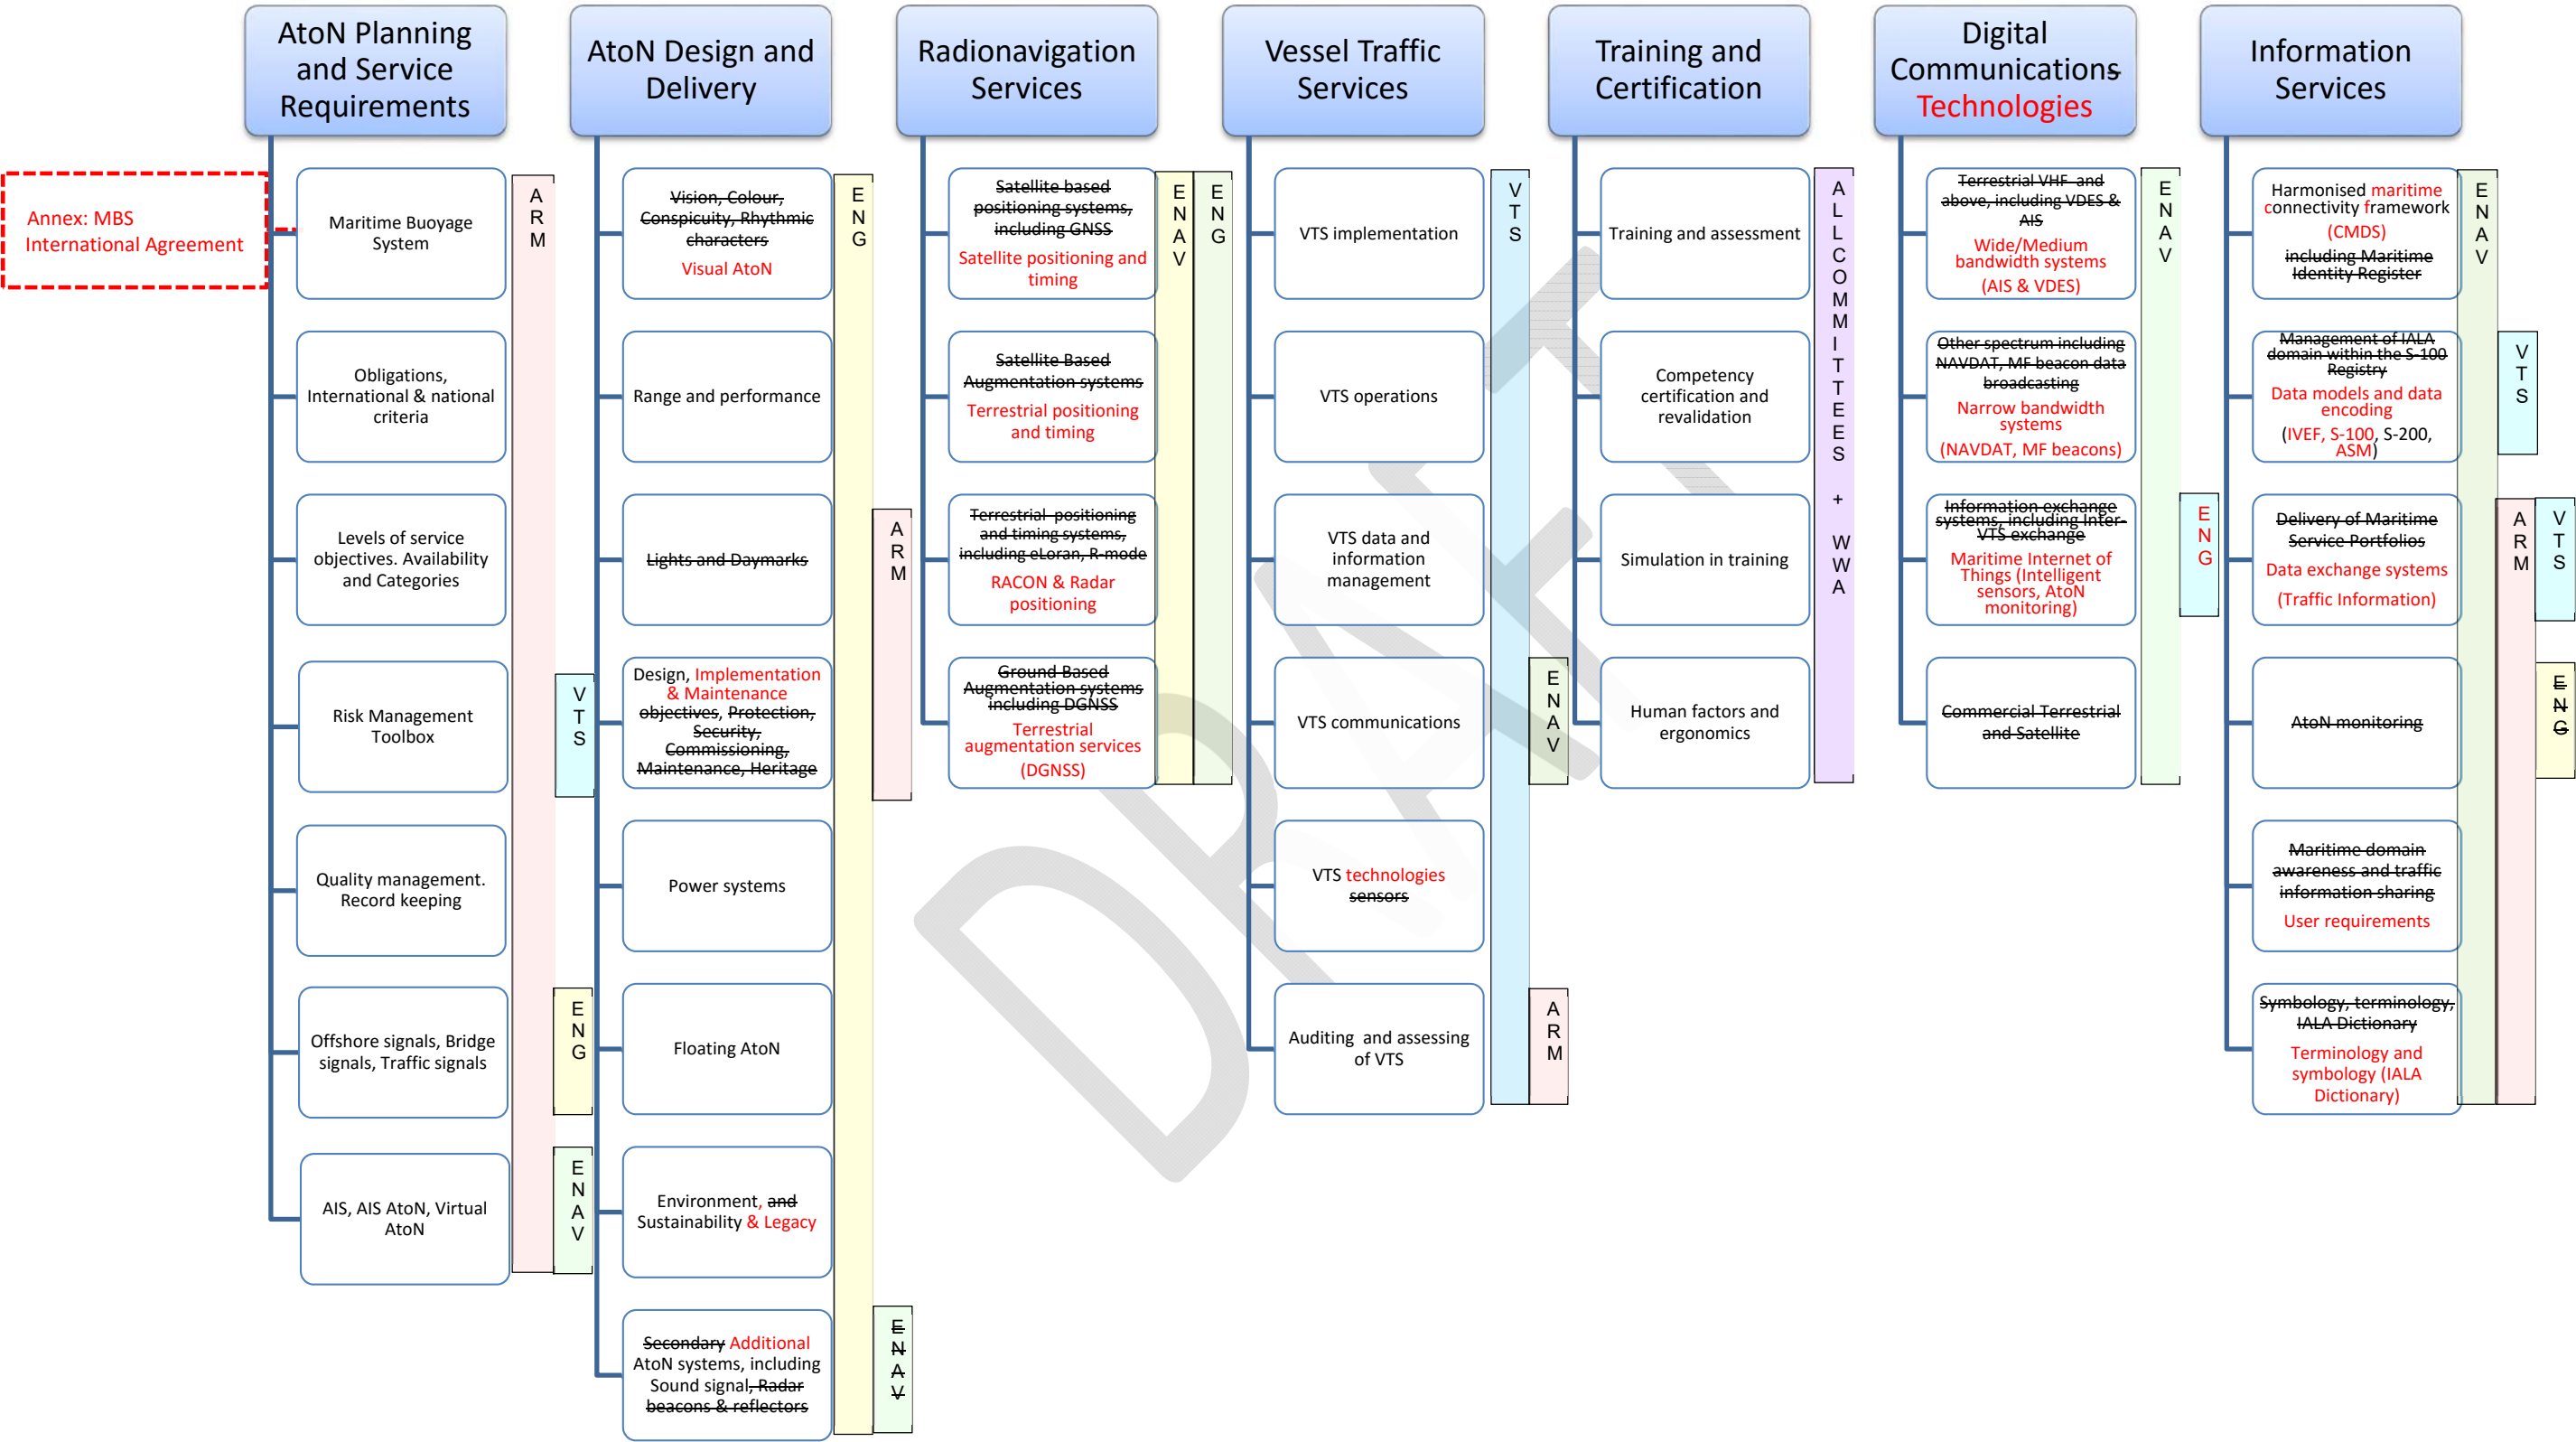 AtoN Planning
and Service
Requirements
Annex: MBS
International Agreement
Maritime Buoyage
System
Obligations,
International & national
criteria
Levels of service
objectives. Availability
and Categories
Risk Management
Toolbox
Quality management.
Record keeping
Offshore signals, Bridge
signals, Traffic signals
AIS, AIS AtoN, Virtual
AtoN
ARM
VTS
ENG
ENAV
AtoN Design and
Delivery
Vision, Colour,
Conspicuity, Rhythmic
characters
Visual AtoN
Range and performance
Lights and Daymarks
Design, Implementation
& Maintenance
objectives, Protection,
Security,
Commissioning,
Maintenance, Heritage
Power systems
Floating AtoN
Environment, and
Sustainability & Legacy
Secondary Additional
AtoN systems, including
Sound signal, Radar
beacons & reflectors
ENG
ARM
ENAV
Radionavigation
Services
Satellite based
positioning systems,
including GNSS
Satellite positioning and
timing
Satellite Based
Augmentation systems
Terrestrial positioning
and timing
Terrestrial positioning
and timing systems,
including eLoran, R-mode
RACON & Radar
positioning
Ground Based
Augmentation systems
including DGNSS
Terrestrial
augmentation services
(DGNSS)
ENAV
ENG
Vessel Traffic
Services
VTS implementation
VTS operations
VTS data and
information
management
VTS communications
VTS technologies
sensors
Auditing and assessing
of VTS
VTS
ENAV
ARM
Training and
Certification
Training and assessment
Competency
certification and
revalidation
Simulation in training
Human factors and
ergonomics
ALL COMMITTEES + WWA
Digital
Communications
Technologies
Terrestrial VHF and
above, including VDES &
AIS
Wide/Medium
bandwidth systems
(AIS & VDES)
Other spectrum including
NAVDAT, MF beacon data
broadcasting
Narrow bandwidth
systems
(NAVDAT, MF beacons)
Information exchange
systems, including Inter-
VTS exchange
Maritime Internet of
Things (Intelligent
sensors, AtoN
monitoring)
Commercial Terrestrial
and Satellite
ENAV
ENG
Information
Services
Harmonised maritime
connectivity framework
(CMDS)
including Maritime
Identity Register
Management of IALA
domain within the S-100
Registry
Data models and data
encoding
(IVEF, S-100, S-200,
ASM)
Delivery of Maritime
Service Portfolios
Data exchange systems
(Traffic Information)
AtoN monitoring
Maritime domain
awareness and traffic
information sharing
User requirements
Symbology, terminology,
IALA Dictionary
Terminology and
symbology (IALA
Dictionary)
ENAV
VTS
ARM
VTS
ENG
DRAFT